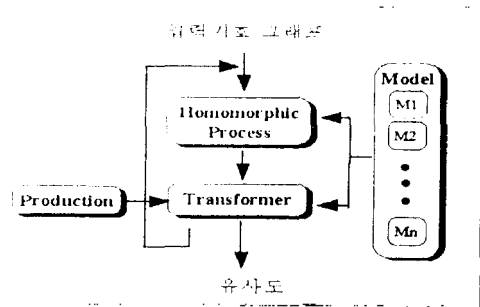 입력 기호 그래프
Model
M1
Homomorphic
Process
M2
Production
Transformer
Mn
유사도